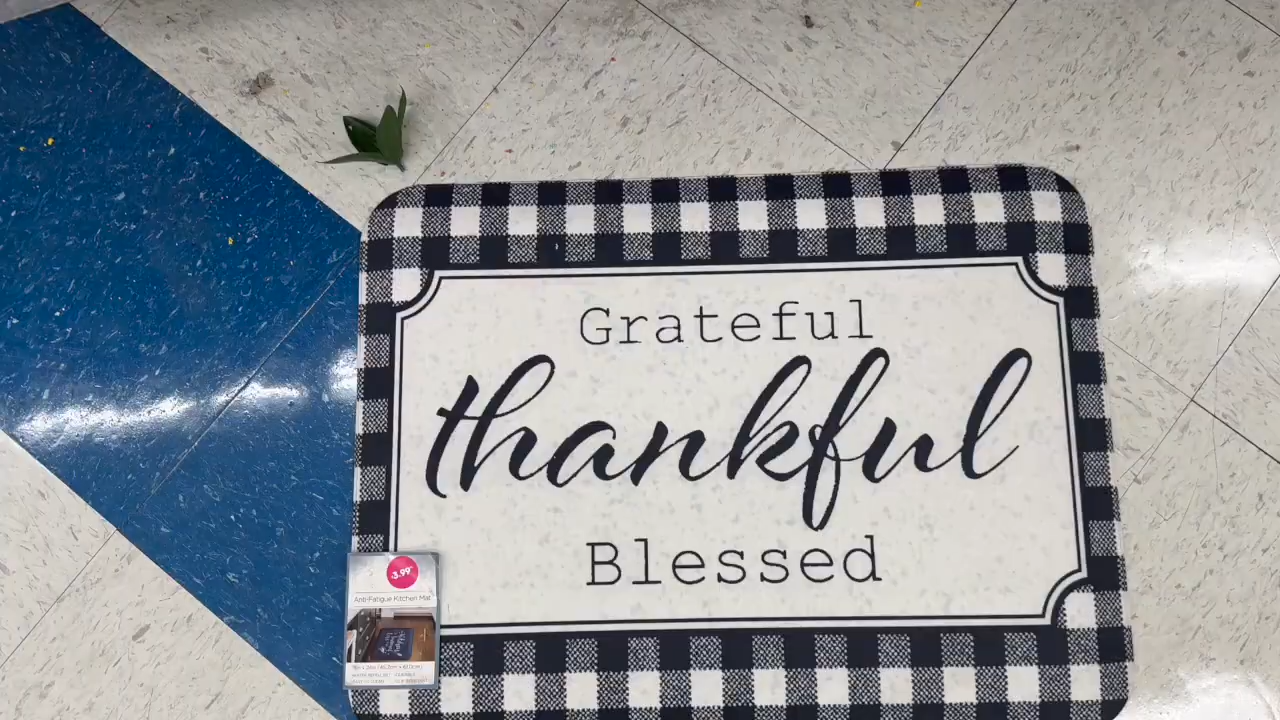 Grateful
thankful
Blessed
3.99
Anti-Fatigue Kitchen Mat